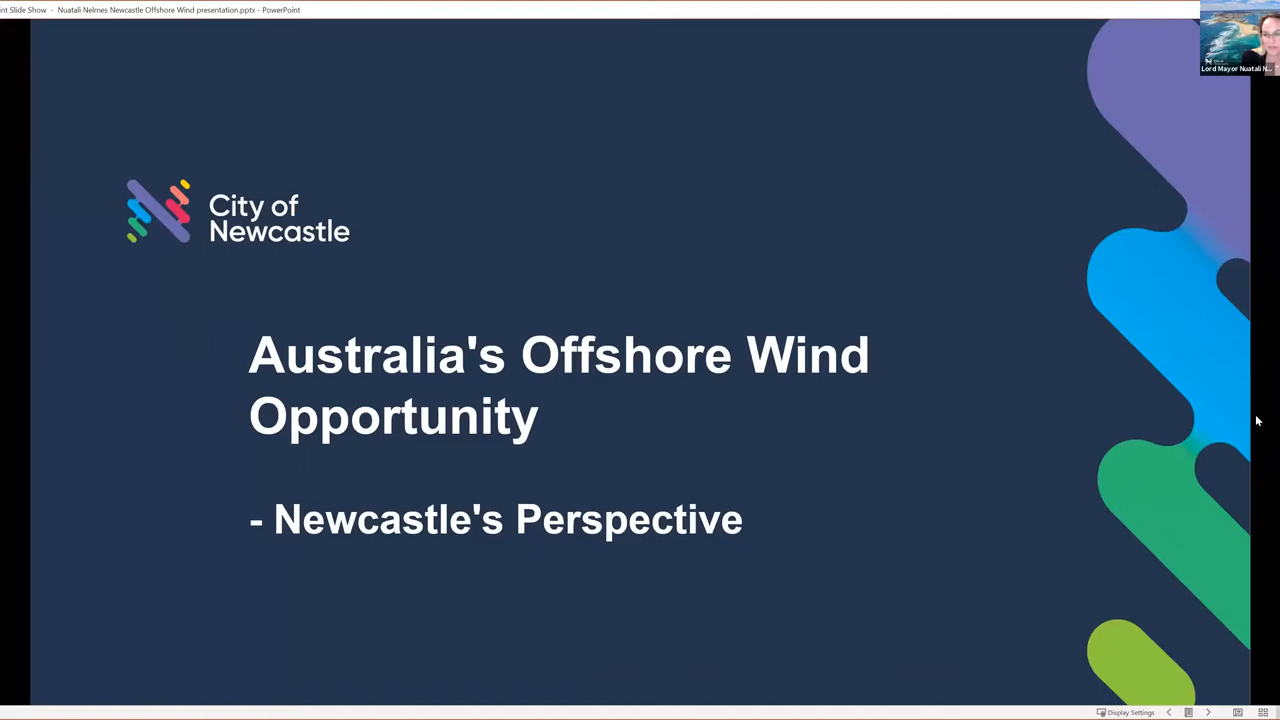 nt Slide Show - Nuatali Nelmes Newcastle Offshore Wind presentation.pptx - PowerPoint
Lord Mayor Nuatali N...
City of
Newcastle
Australia's Offshore Wind
Opportunity
- Newcastle's Perspective
Display Settings